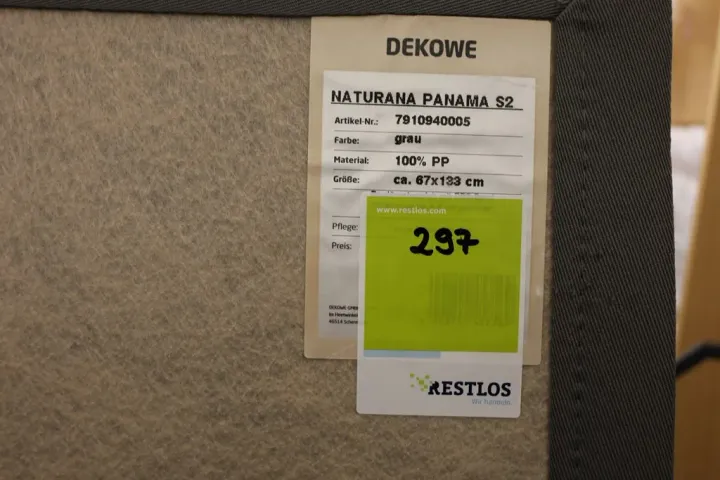 DEKOWE
NATURANA PANAMA S2
Artikel-Nr.: 7910940005
Farbe: grau
Material: 100% PP
Größe: ca. 67x133 cm
www.restlos.com
Pflege:
297
Preis:
RESTLOS